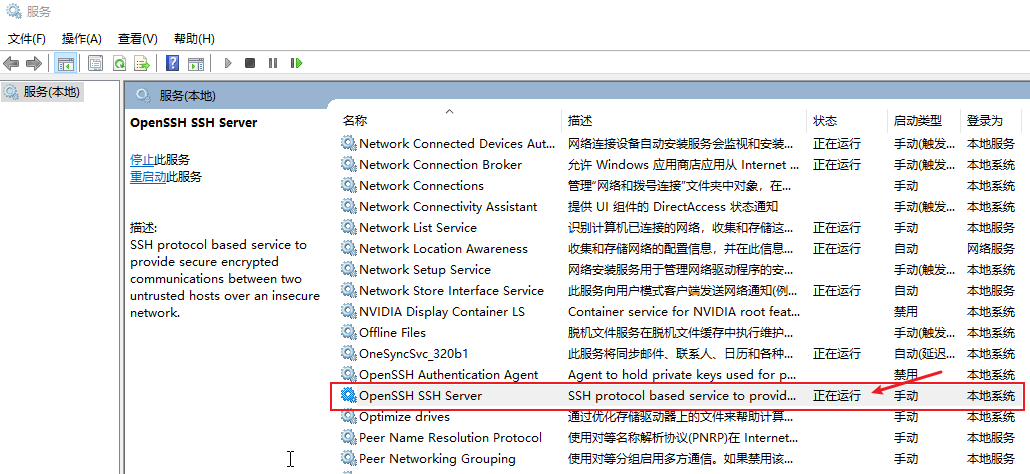 服务
文件(F) 操作(A) 查看(V) 帮助(H)
服务(本地)
服务(本地)
OpenSSH SSH Server
停止此服务
重启动此服务
描述:
SSH protocol based service to
provide secure encrypted
communications between two
untrusted hosts over an insecure
network.
名称 描述 状态 启动类型 登录为
Network Connected Devices Aut... 网络连接设备自动安装服务会监视和安装... 正在运行 手动(触发... 本地服务
Network Connection Broker 允许 Windows 应用商店应用从 Internet ... 正在运行 手动(触发... 本地系统
Network Connections 管理“网络和拨号连接”文件夹中对象，在... 手动 本地系统
Network Connectivity Assistant 提供 UI 组件的 DirectAccess 状态通知 手动(触发... 本地系统
Network List Service 识别计算机已连接的网络，收集和存储这... 正在运行 手动 本地服务
Network Location Awareness 收集和存储网络的配置信息，并在此信息... 正在运行 自动 网络服务
Network Setup Service 网络安装服务用于管理网络驱动程序的安... 手动(触发... 本地系统
Network Store Interface Service 此服务向用户模式客户端发送网络通知(例... 正在运行 自动 本地服务
NVIDIA Display Container LS Container service for NVIDIA root feat... 禁用 本地系统
Offline Files 脱机文件服务在脱机文件缓存中执行维护... 手动(触发... 本地系统
OneSyncSvc_320b1 此服务将同步邮件、联系人、日历和各种... 正在运行 自动(延迟... 本地系统
OpenSSH Authentication Agent Agent to hold private keys used for p... 禁用 本地系统
OpenSSH SSH Server SSH protocol based service to provid... 正在运行 手动 本地系统
Optimize drives 通过优化存储驱动器上的文件来帮助计算... 手动 本地系统
Peer Name Resolution Protocol 使用对等名称解析协议(PNRP)在 Internet... 手动 本地服务
Peer Networking Grouping 使用对等分组启用多方通信。如果禁用该... 手动 本地服务